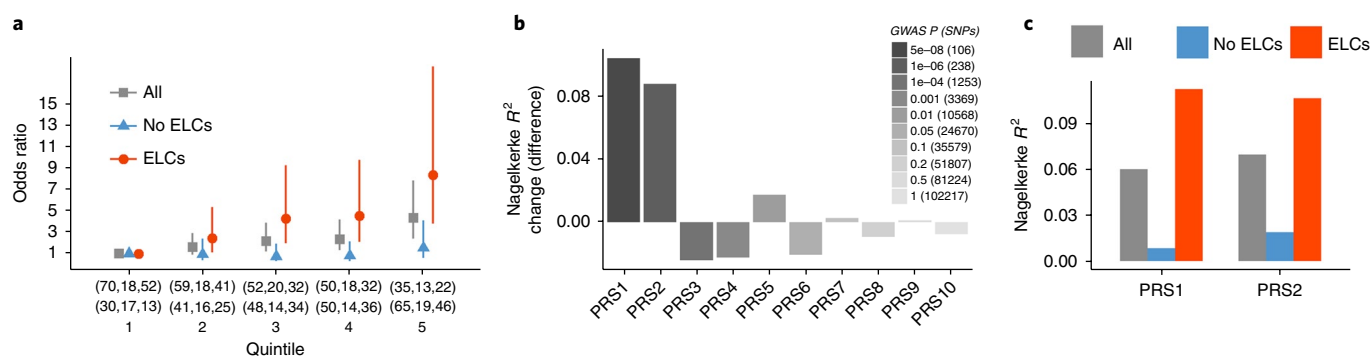 a
Odds ratio
15
13
11
9
7
5
3
1
All
No ELCs
ELCs
(70,18,52) (59,18,41) (52,20,32) (50,18,32) (35,13,22)
(30,17,13) (41,16,25) (48,14,34) (50,14,36) (65,19,46)
1 2 3 4 5
Quintile
b
Nagelkerke R²
change (difference)
0.08
0.04
0.00
GWAS P (SNPs)
5e–08 (106)
1e–06 (238)
1e–04 (1253)
0.001 (3369)
0.01 (10568)
0.05 (24670)
0.1 (35579)
0.2 (51807)
0.5 (81224)
1 (102217)
PRS1 PRS2 PRS3 PRS4 PRS5 PRS6 PRS7 PRS8 PRS9 PRS10
c
All No ELCs ELCs
Nagelkerke R²
0.09
0.06
0.03
0.00
PRS1 PRS2